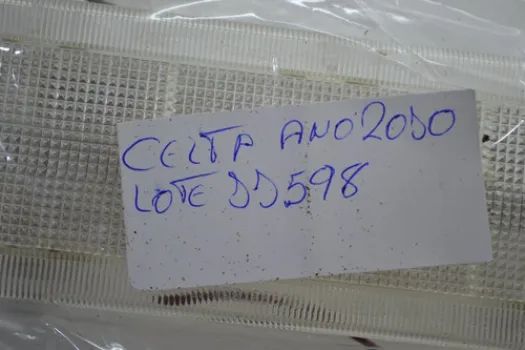 CELTA ANO 2000
LOTE DD598